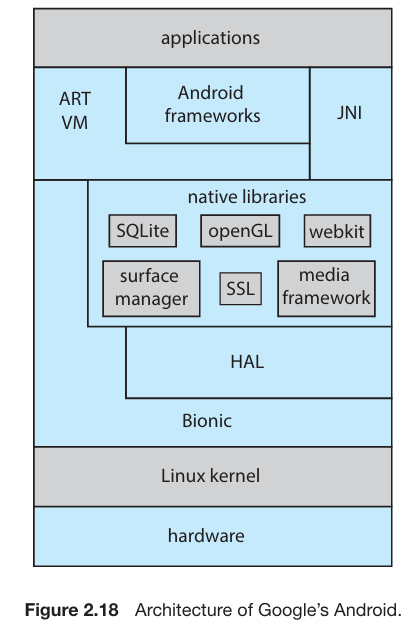 applications
ART
VM
Android
frameworks
JNI
native libraries
SQLite
openGL
webkit
surface
manager
SSL
media
framework
HAL
Bionic
Linux kernel
hardware
Figure 2.18 Architecture of Google’s Android.